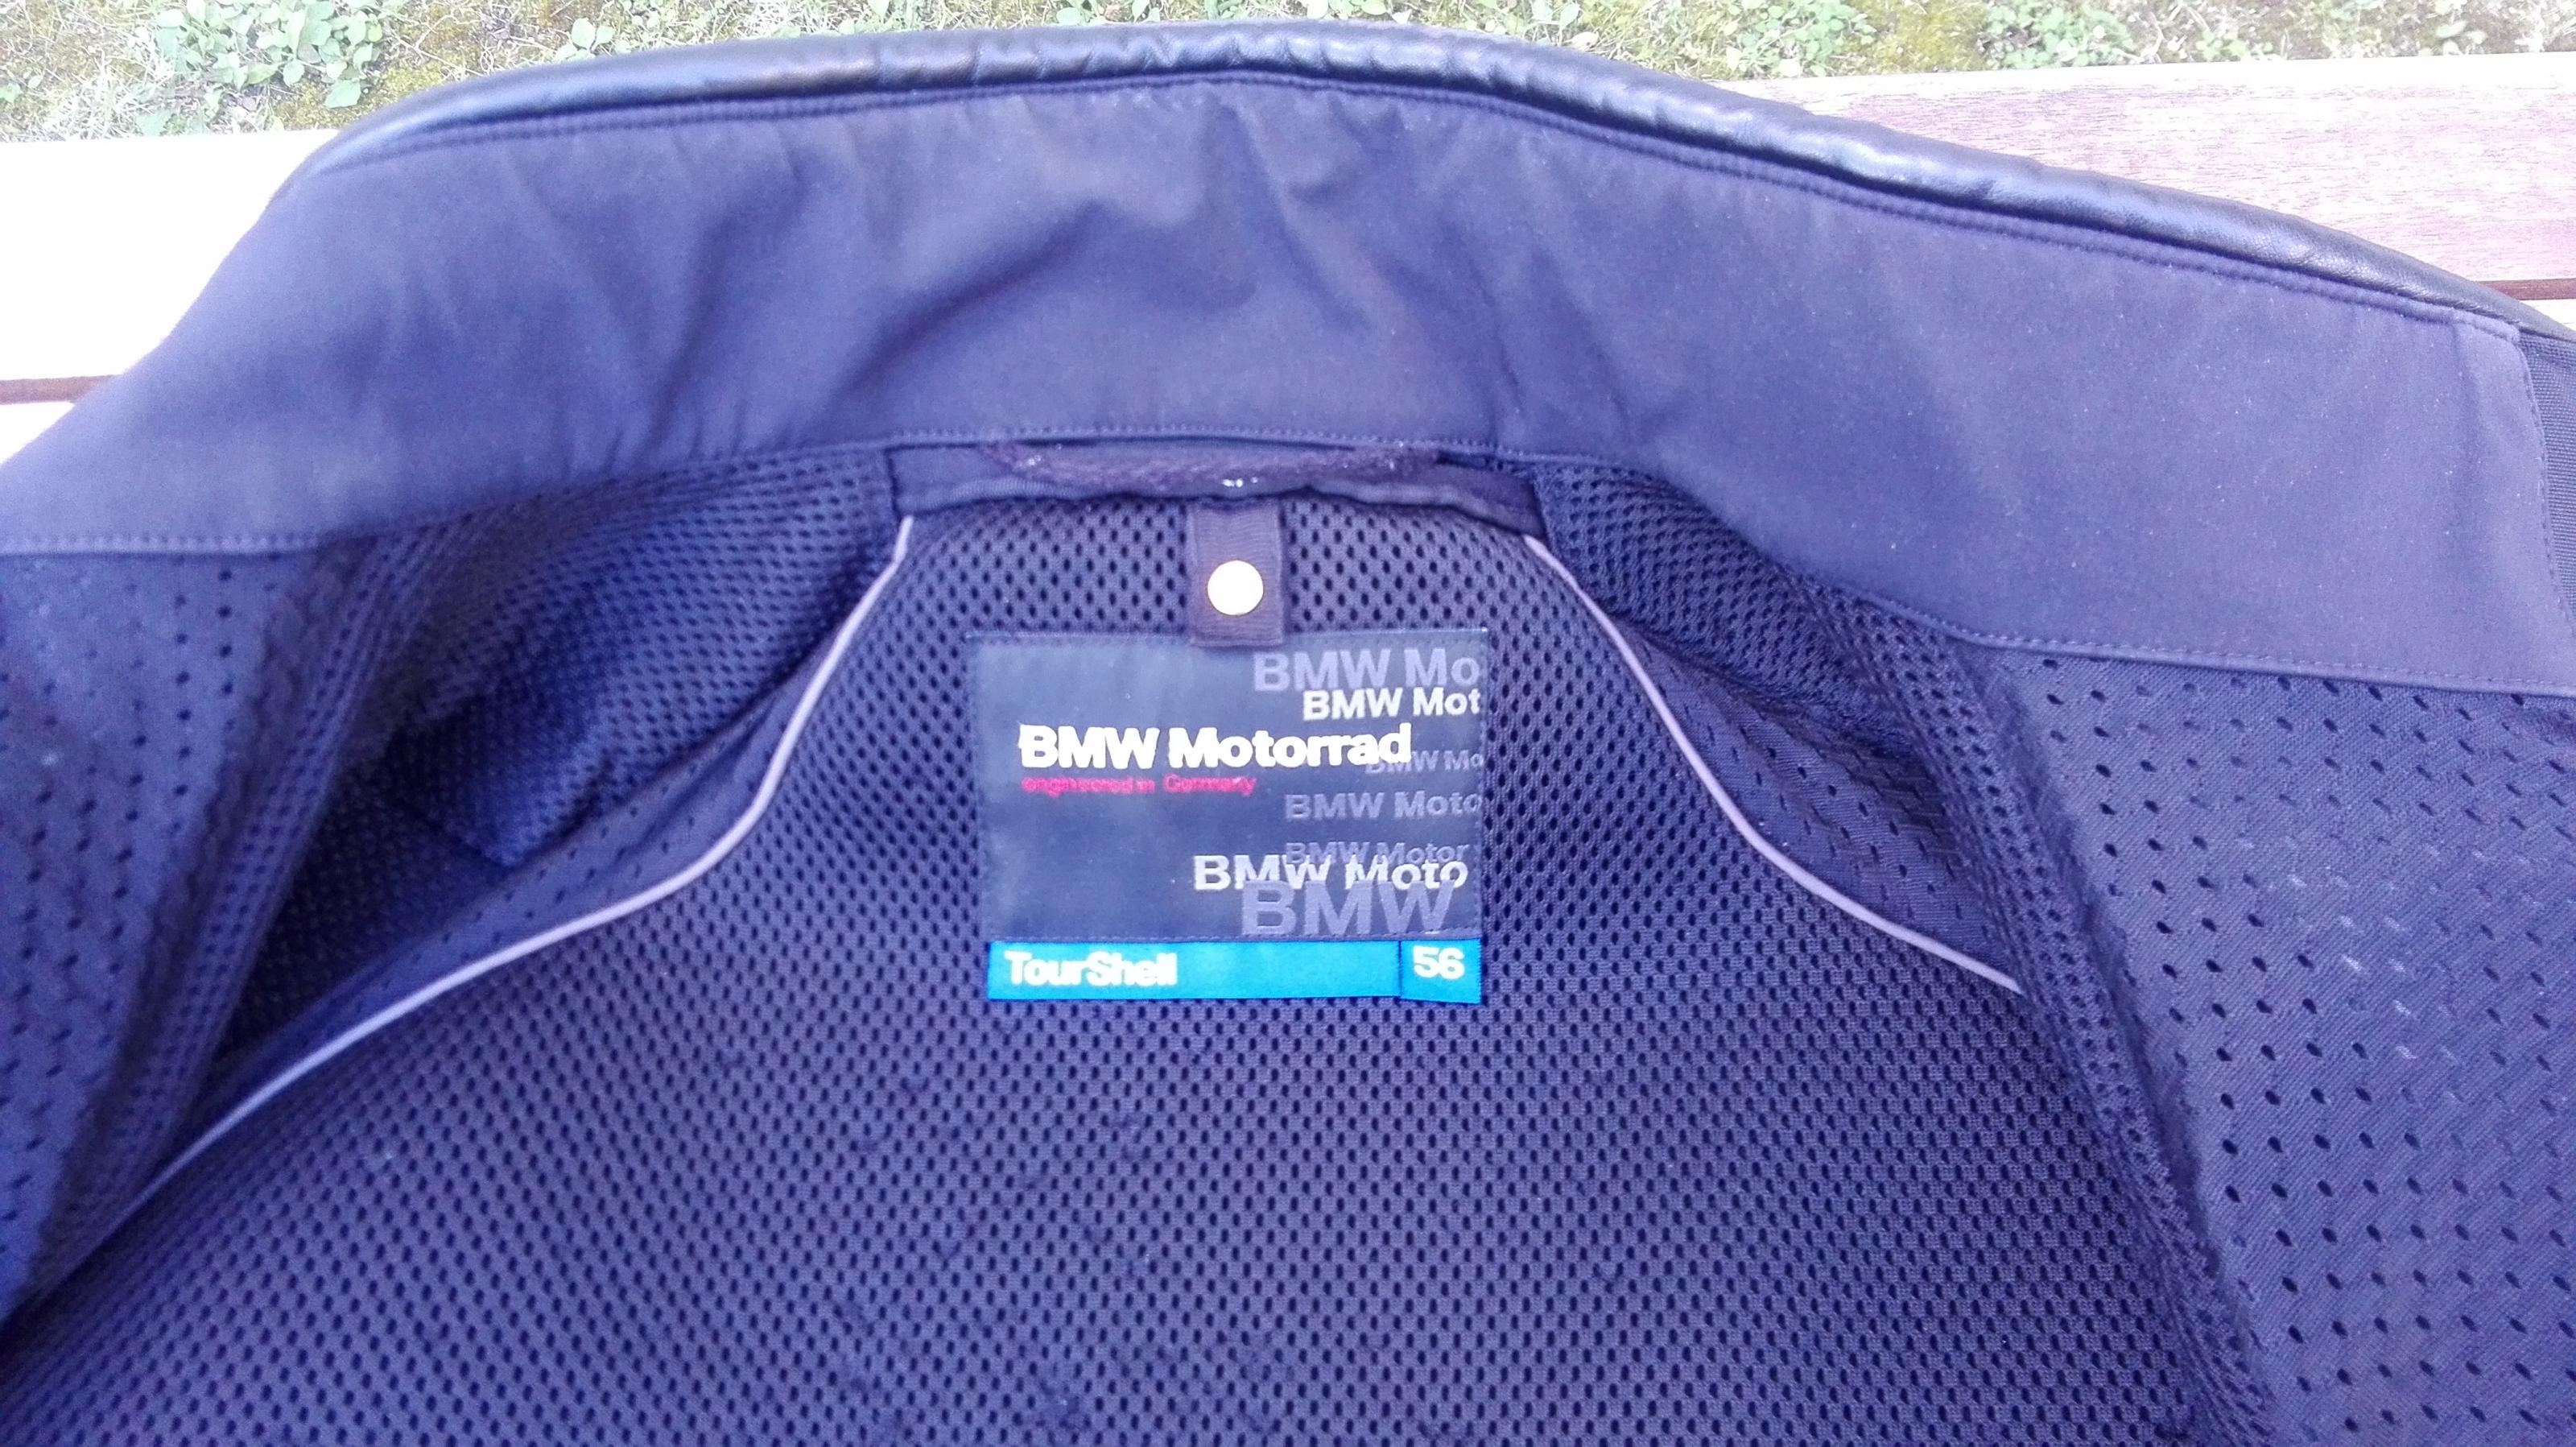 BMW Mo
BMW Mot
BMW Motorrad
BMW Mo
engineered in Germany
BMW Moto
BMW Motor
BMW Moto
BMW
TourShell 56